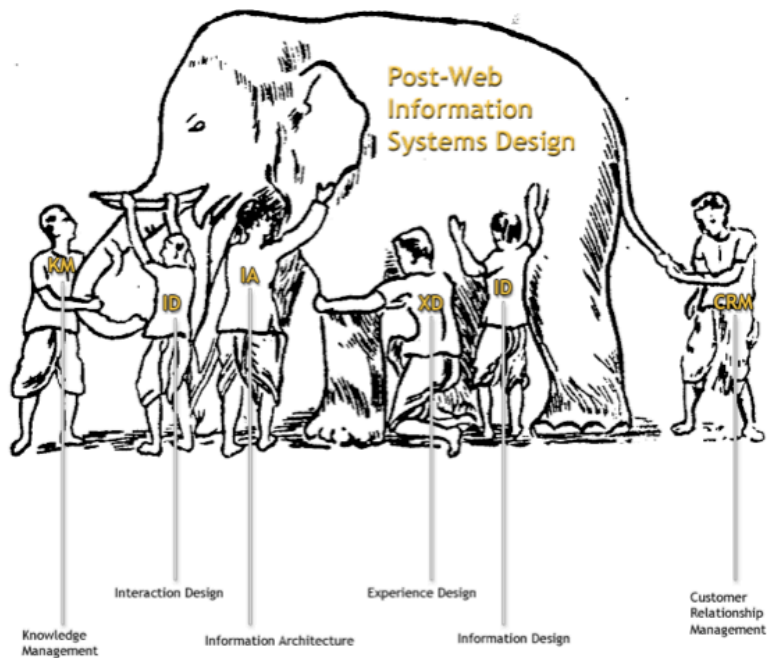 Post-Web
Information
Systems Design
KM
ID
IA
XD
ID
CRM
Interaction Design
Experience Design
Customer
Relationship
Management
Knowledge
Management
Information Architecture
Information Design